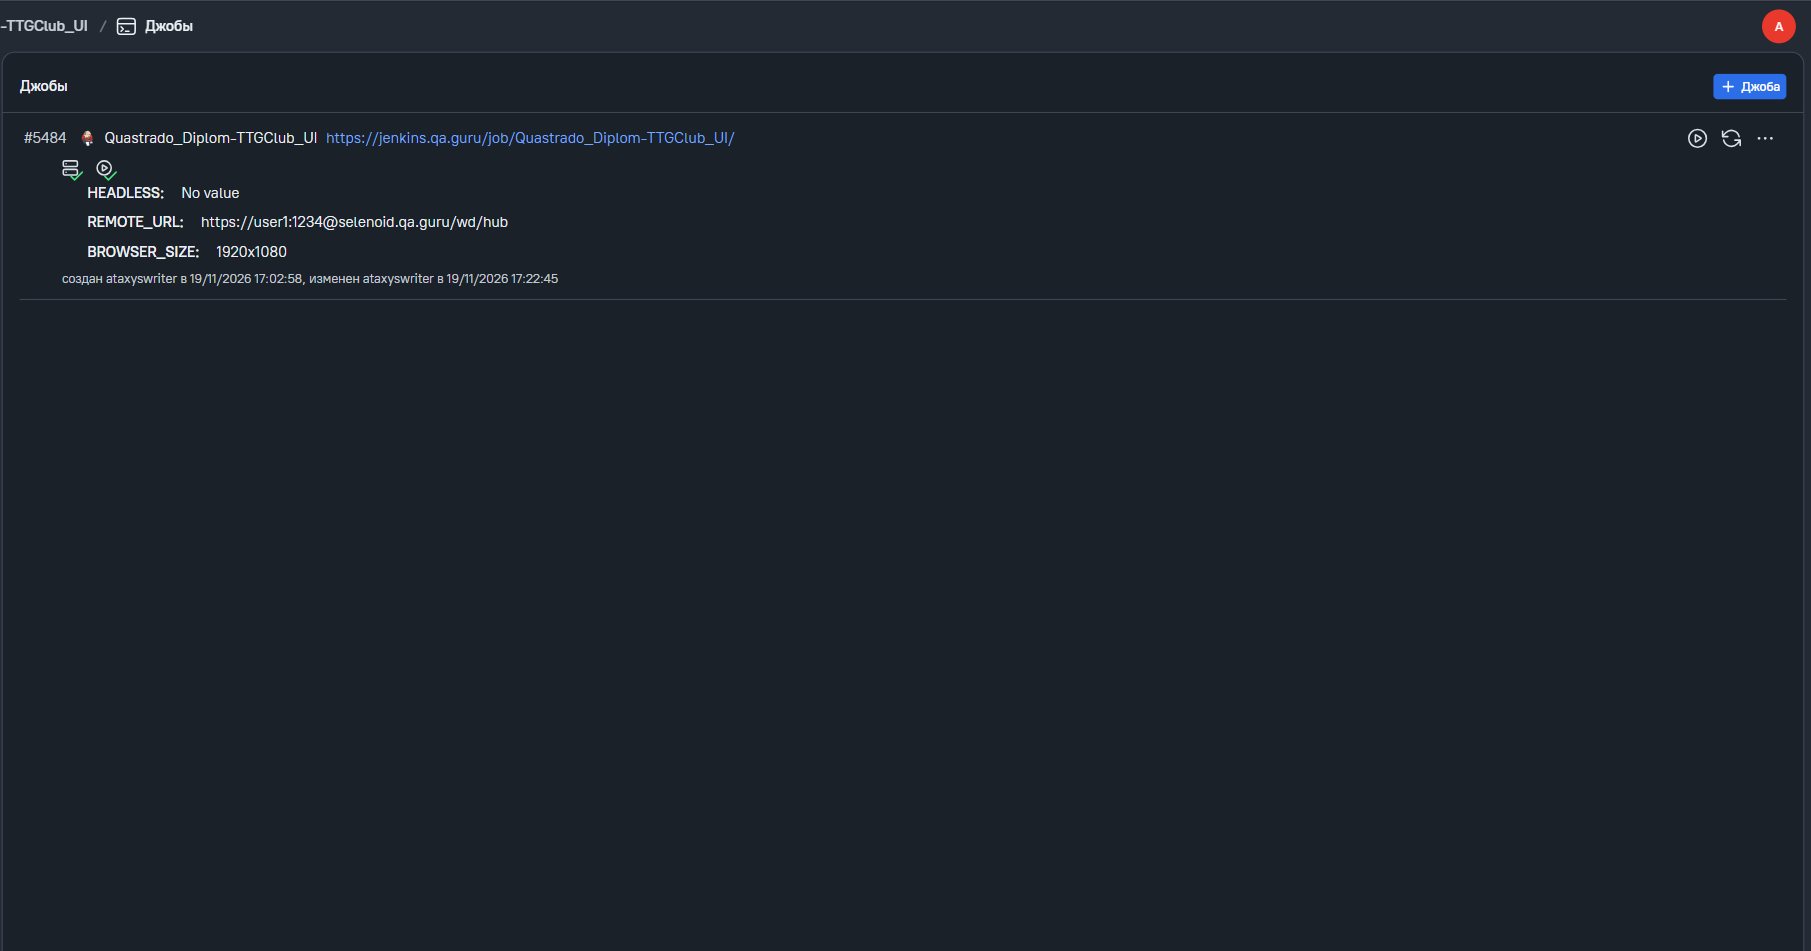 -TTGClub_UI / Джобы
A
Джобы
+ Джоба
#5484 Quastrado_Diplom-TTGClub_UI https://jenkins.qa.guru/job/Quastrado_Diplom-TTGClub_UI/
HEADLESS: No value
REMOTE_URL: https://user1:1234@selenoid.qa.guru/wd/hub
BROWSER_SIZE: 1920x1080
создан ataxyswriter в 19/11/2026 17:02:58, изменен ataxyswriter в 19/11/2026 17:22:45